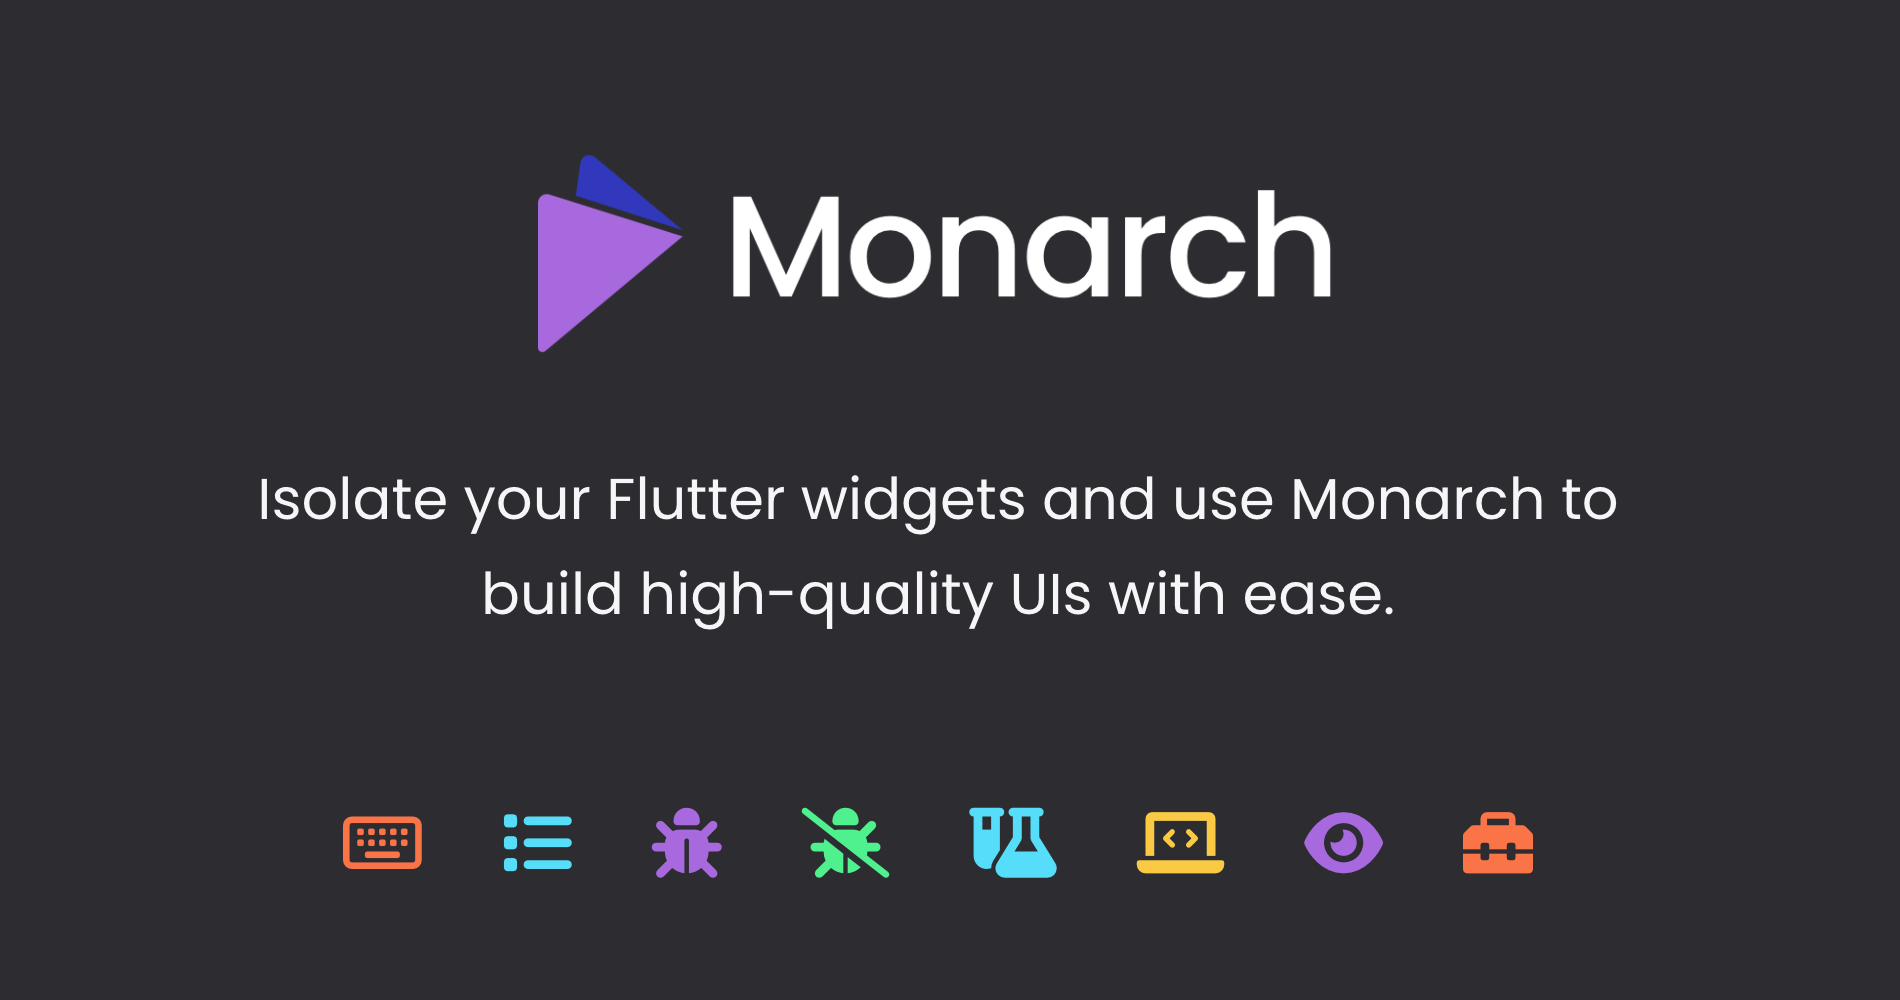 Monarch
Isolate your Flutter widgets and use Monarch to
build high-quality UIs with ease.